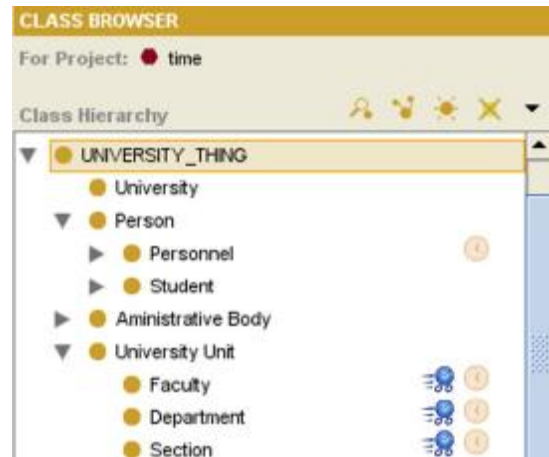 CLASS BROWSER
For Project: time
Class Hierarchy
UNIVERSITY_THING
University
Person
Personnel
Student
Aministrative Body
University Unit
Faculty
Department
Section